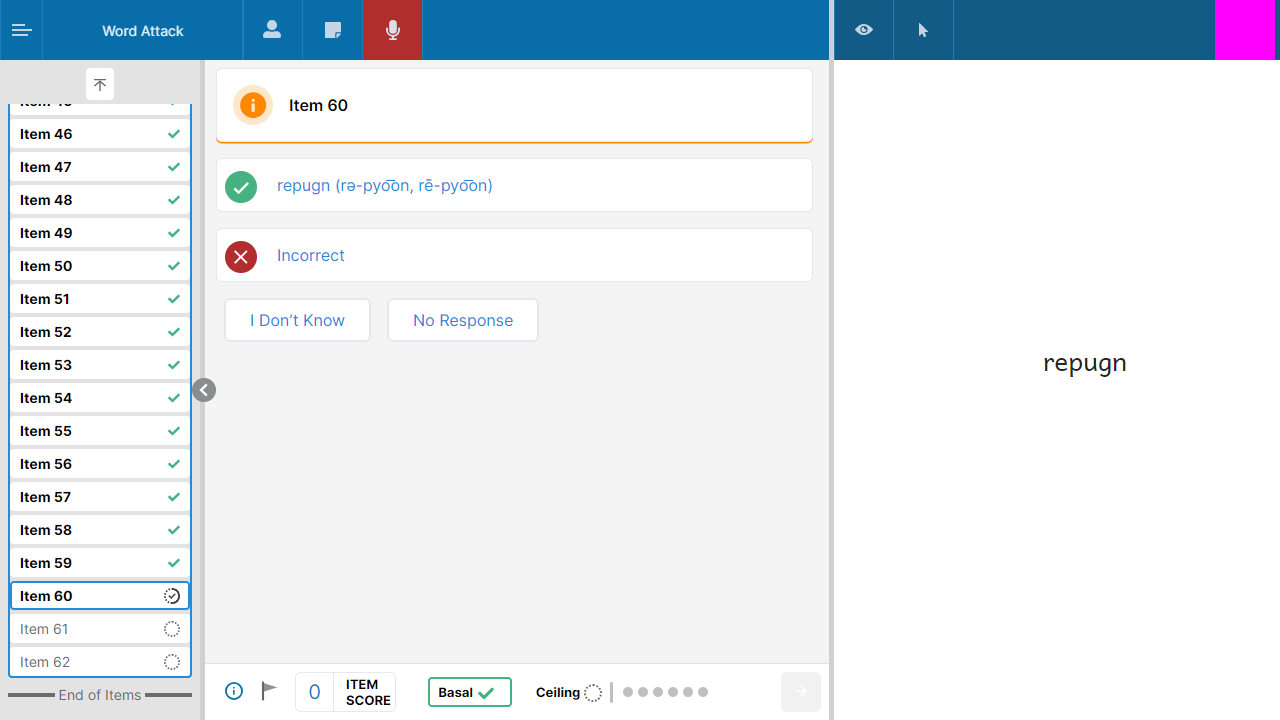 Word Attack
Item 46
Item 47
Item 48
Item 49
Item 50
Item 51
Item 52
Item 53
Item 54
Item 55
Item 56
Item 57
Item 58
Item 59
Item 60
Item 61
Item 62
End of Items
Item 60
repugn (rə-pyo͞on, rē-pyo͞on)
Incorrect
I Don’t Know
No Response
0
ITEM
SCORE
Basal
Ceiling
repugn